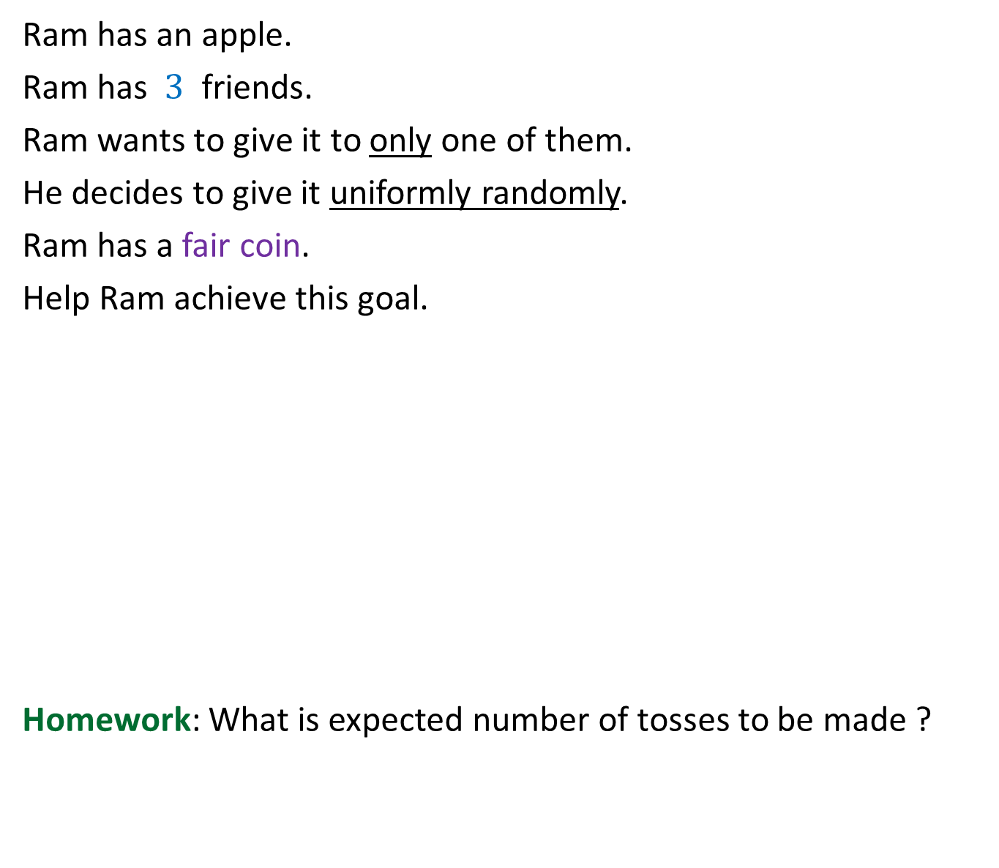 Ram has an apple.
Ram has 3 friends.
Ram wants to give it to only one of them.
He decides to give it uniformly randomly.
Ram has a fair coin.
Help Ram achieve this goal.
Homework: What is expected number of tosses to be made ?